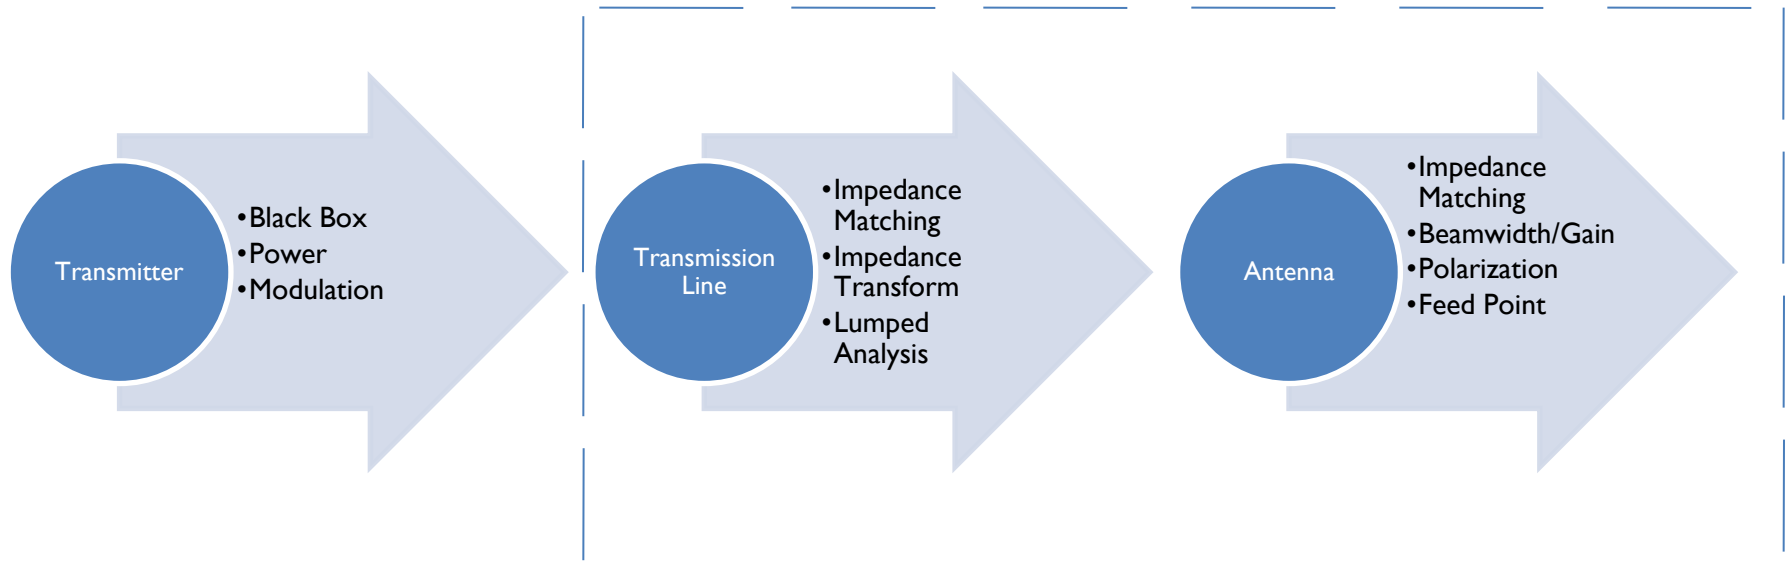 Transmitter
•Black Box
•Power
•Modulation
Transmission
Line
•Impedance
Matching
•Impedance
Transform
•Lumped
Analysis
Antenna
•Impedance
Matching
•Beamwidth/Gain
•Polarization
•Feed Point